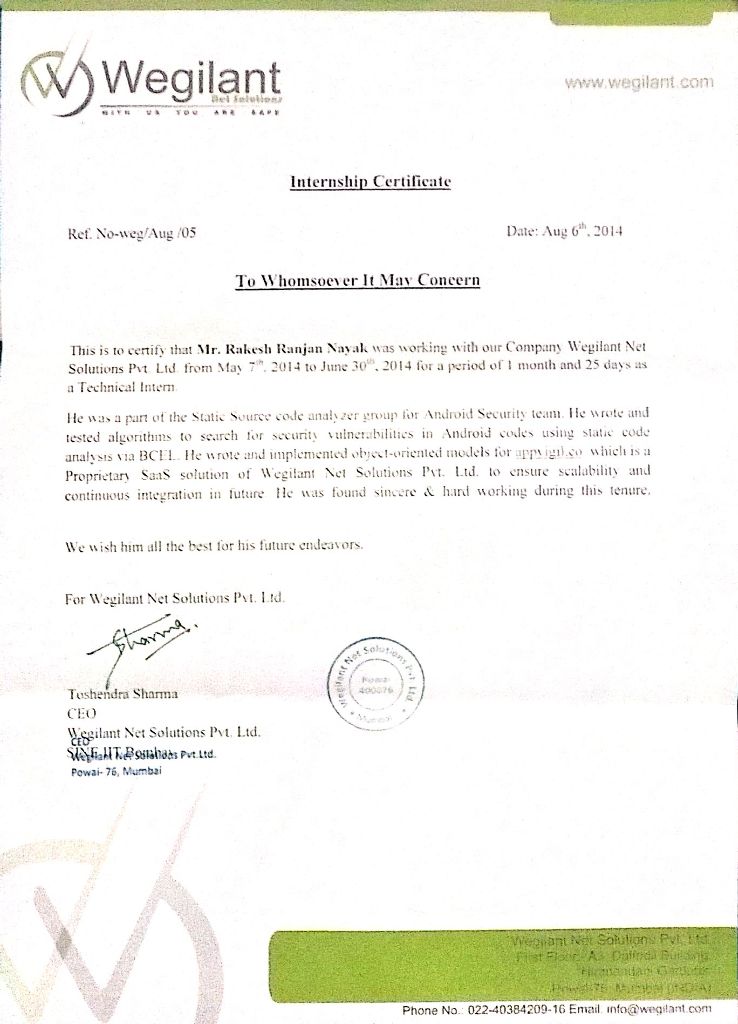 Wegilant
Net Solutions
WITH US YOU ARE SAFE
www.wegilant.com
Internship Certificate
Ref. No-weg/Aug /05
Date: Aug 6th, 2014
To Whomsoever It May Concern
This is to certify that Mr. Rakesh Ranjan Nayak was working with our Company Wegilant Net
Solutions Pvt. Ltd. from May 7th, 2014 to June 30th, 2014 for a period of 1 month and 25 days as
a Technical Intern.
He was a part of the Static Source code analyzer group for Android Security team. He wrote and
tested algorithms to search for security vulnerabilities in Android codes using static code
analysis via BCEL. He wrote and implemented object-oriented models for appvigil.co which is a
Proprietary SaaS solution of Wegilant Net Solutions Pvt. Ltd. to ensure scalability and
continuous integration in future. He was found sincere & hard working during this tenure.
We wish him all the best for his future endeavors.
For Wegilant Net Solutions Pvt. Ltd.
Sharma
Wegilant Net Solutions Pvt. Ltd.
Powai
400076
Mumbai
Toshendra Sharma
CEO
Wegilant Net Solutions Pvt. Ltd.
CEO
SINE IIT Bombay
Wegilant Net Solutions Pvt.Ltd.
Powai- 76, Mumbai
Wegilant Net Solutions Pvt. Ltd.
First Floor, Building
Hiranandani Gardens
Powai-76, Mumbai (INDIA)
Phone No.: 022-40384209-16 Email. info@wegilant.com